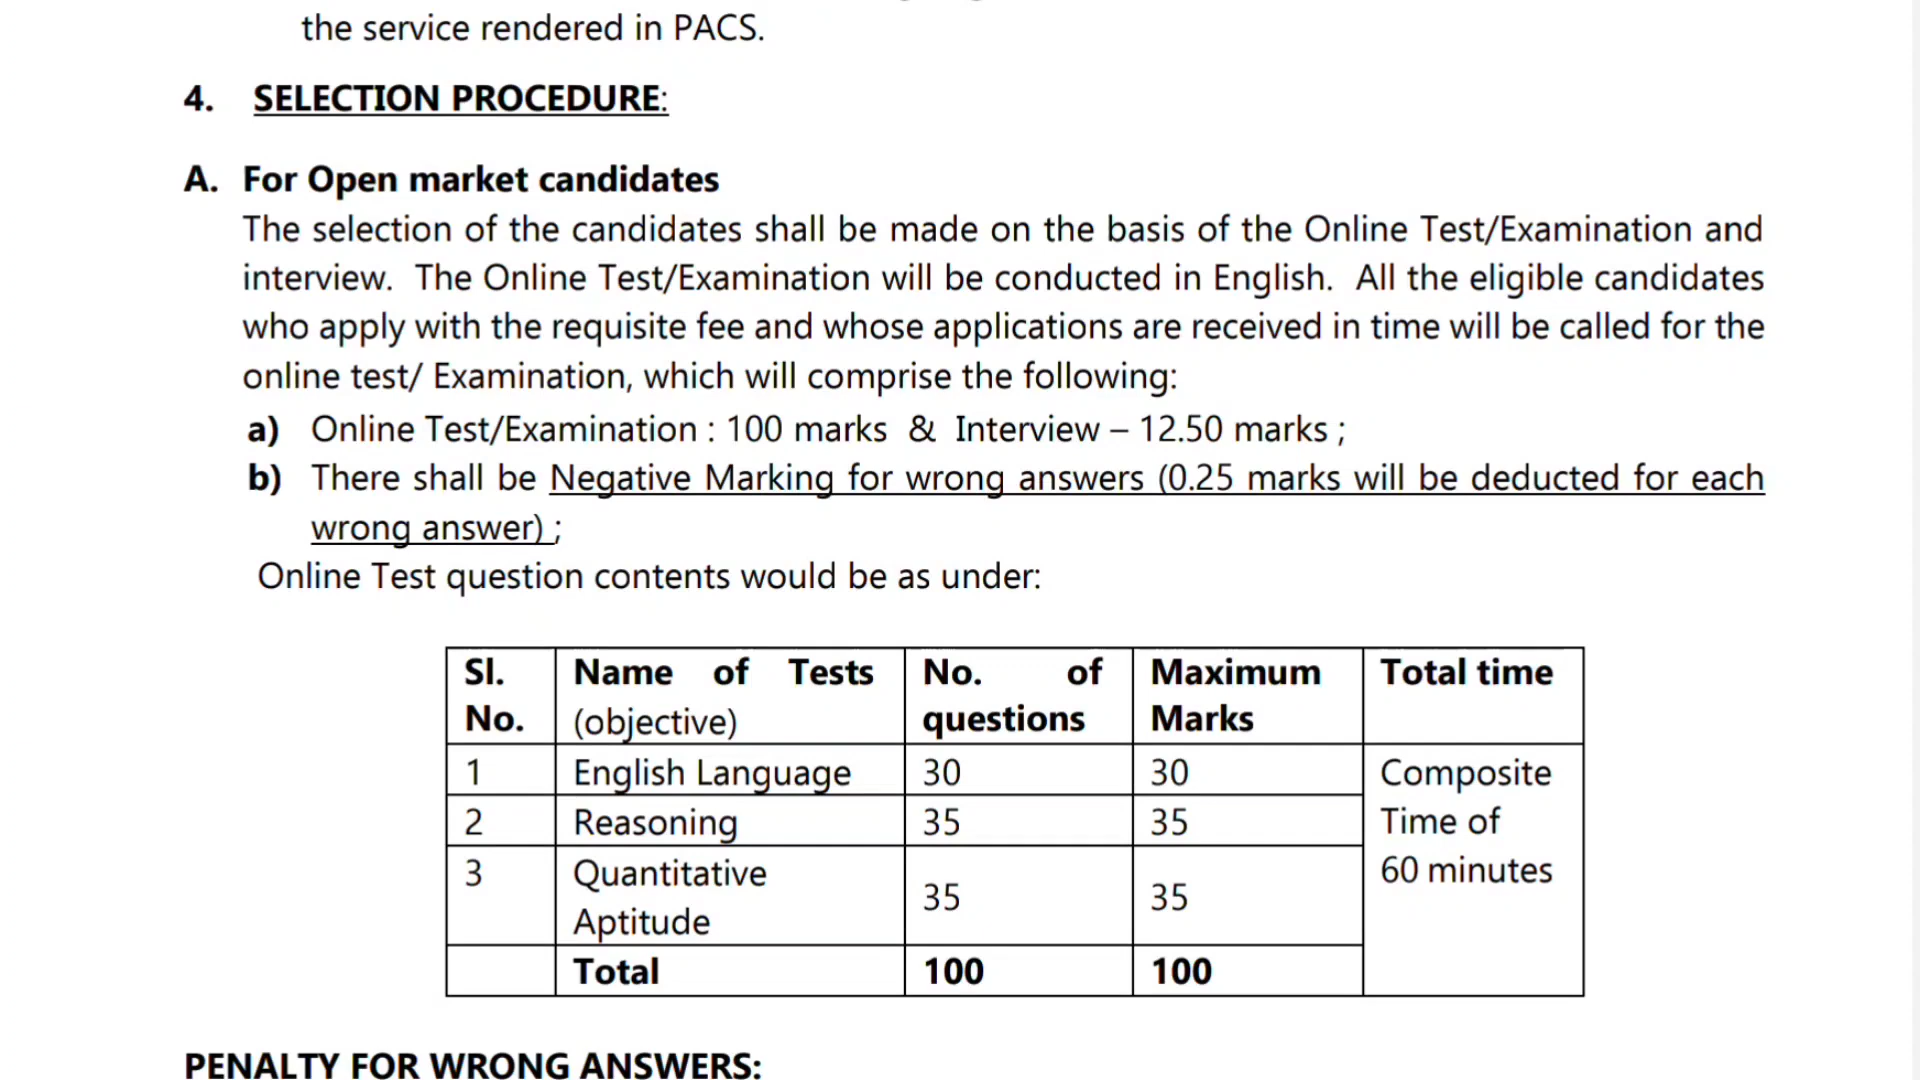 the service rendered in PACS.
4. SELECTION PROCEDURE:
A. For Open market candidates
The selection of the candidates shall be made on the basis of the Online Test/Examination and
interview. The Online Test/Examination will be conducted in English. All the eligible candidates
who apply with the requisite fee and whose applications are received in time will be called for the
online test/ Examination, which will comprise the following:
a) Online Test/Examination : 100 marks & Interview – 12.50 marks ;
b) There shall be Negative Marking for wrong answers (0.25 marks will be deducted for each
wrong answer) ;
Online Test question contents would be as under:
Sl. No. Name of Tests (objective) No. of questions Maximum Marks Total time
1 English Language 30 30 Composite Time of 60 minutes
2 Reasoning 35 35
3 Quantitative Aptitude 35 35
Total 100 100
PENALTY FOR WRONG ANSWERS: